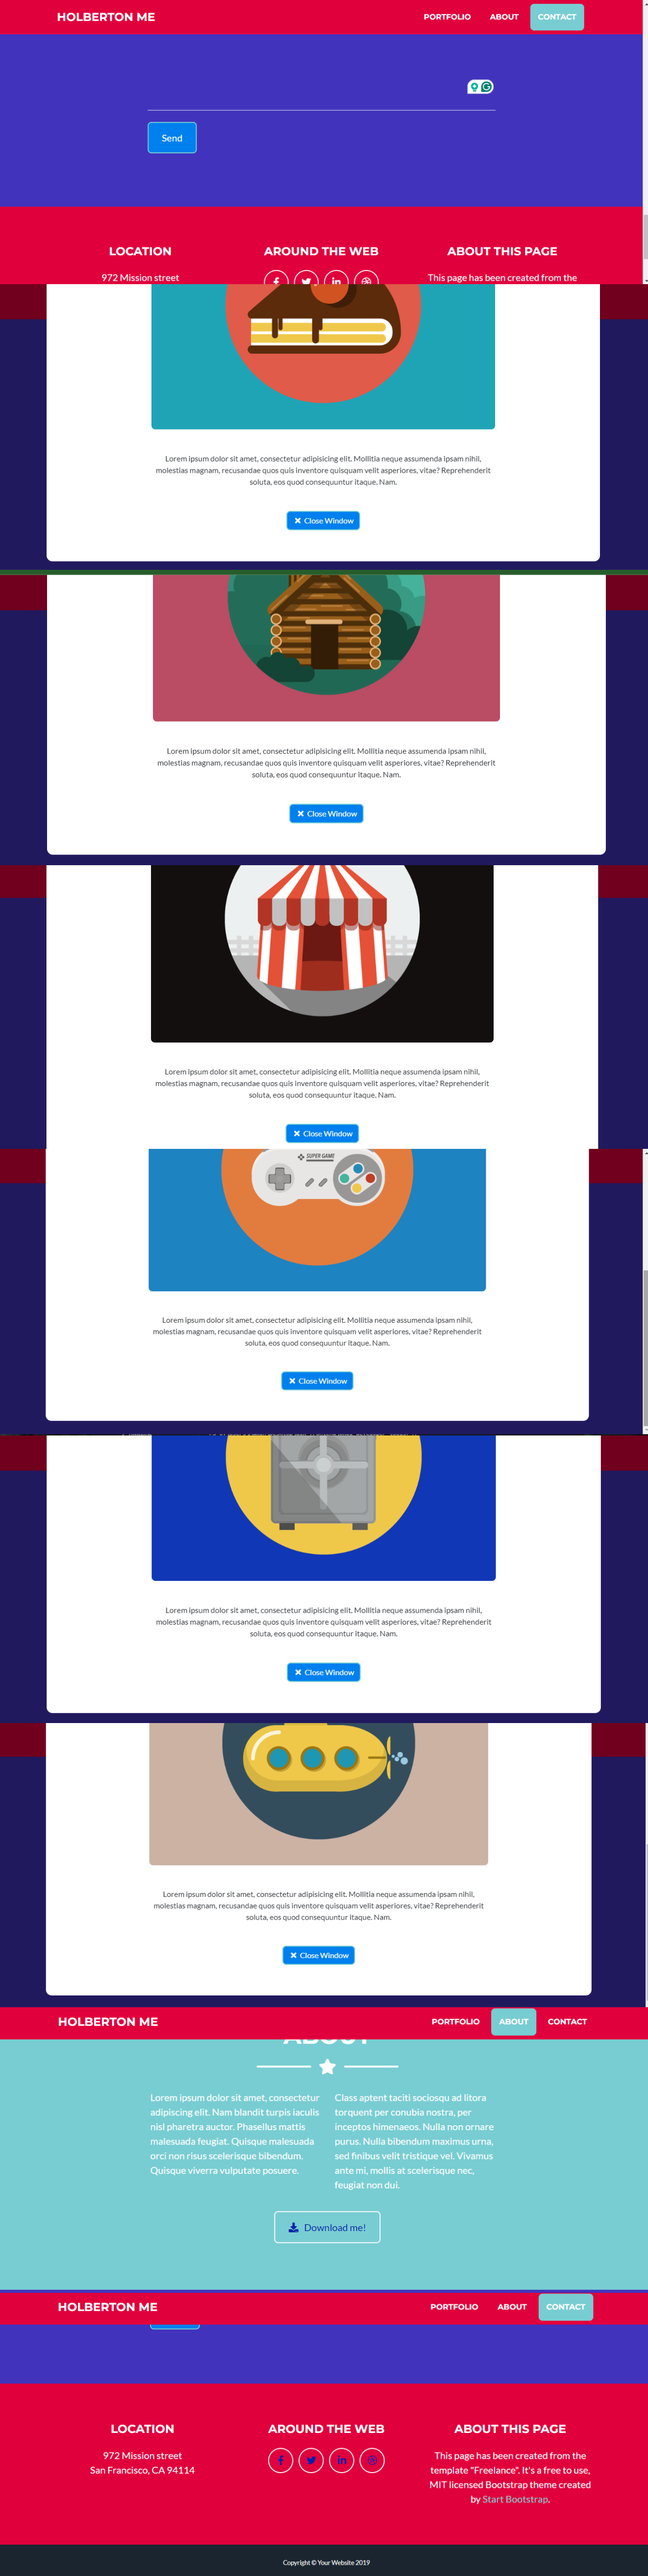 HOLBERTON ME
PORTFOLIO ABOUT CONTACT
Send
LOCATION AROUND THE WEB ABOUT THIS PAGE
972 Mission street This page has been created from the
Lorem ipsum dolor sit amet, consectetur adipisicing elit. Mollitia neque assumenda ipsam nihil,
molestias magnam, recusandae quos quis inventore quisquam velit asperiores, vitae? Reprehenderit
soluta, eos quod consequuntur itaque. Nam.
Close Window
Lorem ipsum dolor sit amet, consectetur adipisicing elit. Mollitia neque assumenda ipsam nihil,
molestias magnam, recusandae quos quis inventore quisquam velit asperiores, vitae? Reprehenderit
soluta, eos quod consequuntur itaque. Nam.
Close Window
Lorem ipsum dolor sit amet, consectetur adipisicing elit. Mollitia neque assumenda ipsam nihil,
molestias magnam, recusandae quos quis inventore quisquam velit asperiores, vitae? Reprehenderit
soluta, eos quod consequuntur itaque. Nam.
Close Window
SUPER GAME
Lorem ipsum dolor sit amet, consectetur adipisicing elit. Mollitia neque assumenda ipsam nihil,
molestias magnam, recusandae quos quis inventore quisquam velit asperiores, vitae? Reprehenderit
soluta, eos quod consequuntur itaque. Nam.
Close Window
Lorem ipsum dolor sit amet, consectetur adipisicing elit. Mollitia neque assumenda ipsam nihil,
molestias magnam, recusandae quos quis inventore quisquam velit asperiores, vitae? Reprehenderit
soluta, eos quod consequuntur itaque. Nam.
Close Window
Lorem ipsum dolor sit amet, consectetur adipisicing elit. Mollitia neque assumenda ipsam nihil,
molestias magnam, recusandae quos quis inventore quisquam velit asperiores, vitae? Reprehenderit
soluta, eos quod consequuntur itaque. Nam.
Close Window
HOLBERTON ME
PORTFOLIO ABOUT CONTACT
ABOUT
Lorem ipsum dolor sit amet, consectetur
adipiscing elit. Nam blandit turpis iaculis
nisl pharetra auctor. Phasellus mattis
malesuada feugiat. Quisque malesuada
orci non risus scelerisque bibendum.
Quisque viverra vulputate posuere.
Class aptent taciti sociosqu ad litora
torquent per conubia nostra, per
inceptos himenaeos. Nulla non ornare
purus. Nulla bibendum maximus urna,
sed finibus velit tristique vel. Vivamus
ante mi, mollis at scelerisque nec,
feugiat non dui.
Download me!
HOLBERTON ME
PORTFOLIO ABOUT CONTACT
LOCATION
972 Mission street
San Francisco, CA 94114
AROUND THE WEB
ABOUT THIS PAGE
This page has been created from the
template "Freelance". It's a free to use,
MIT licensed Bootstrap theme created
by Start Bootstrap.
Copyright © Your Website 2019